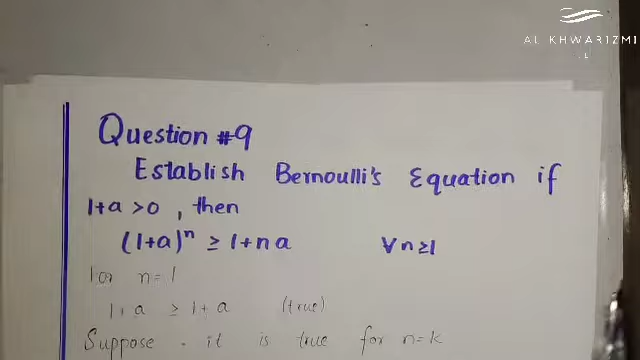 AL KHWARIZMI
Question #9
Establish Bernoulli's Equation if
1+a >0 , then
(1+a)ⁿ ≥ 1+na ∀n≥1
for n=1
1+a ≥ 1+a (true)
Suppose . it is true for n=k